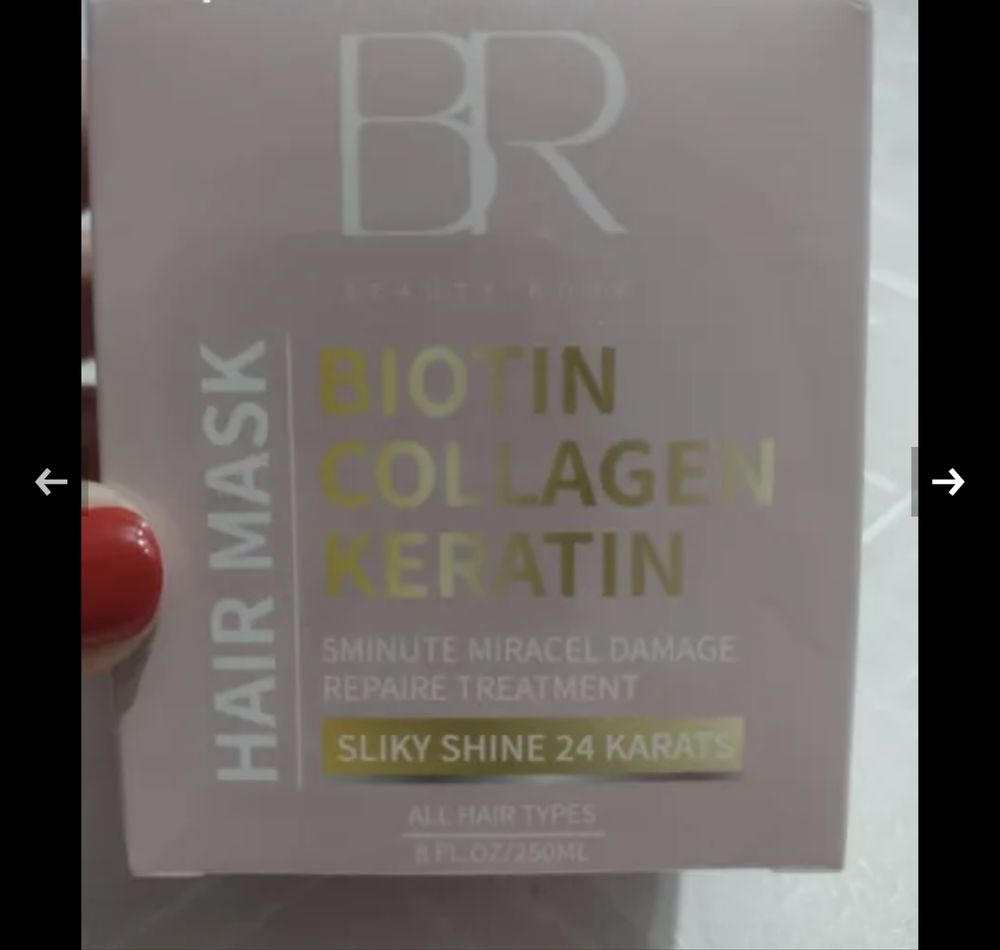 BR
BEAUTY
HAIR MASK
BIOTIN
COLLAGEN
KERATIN
5MINUTE MIRACEL DAMAGE
REPAIRE TREATMENT
SLIKY SHINE 24 KARATS
ALL HAIR TYPES
8 FL.OZ/250ML